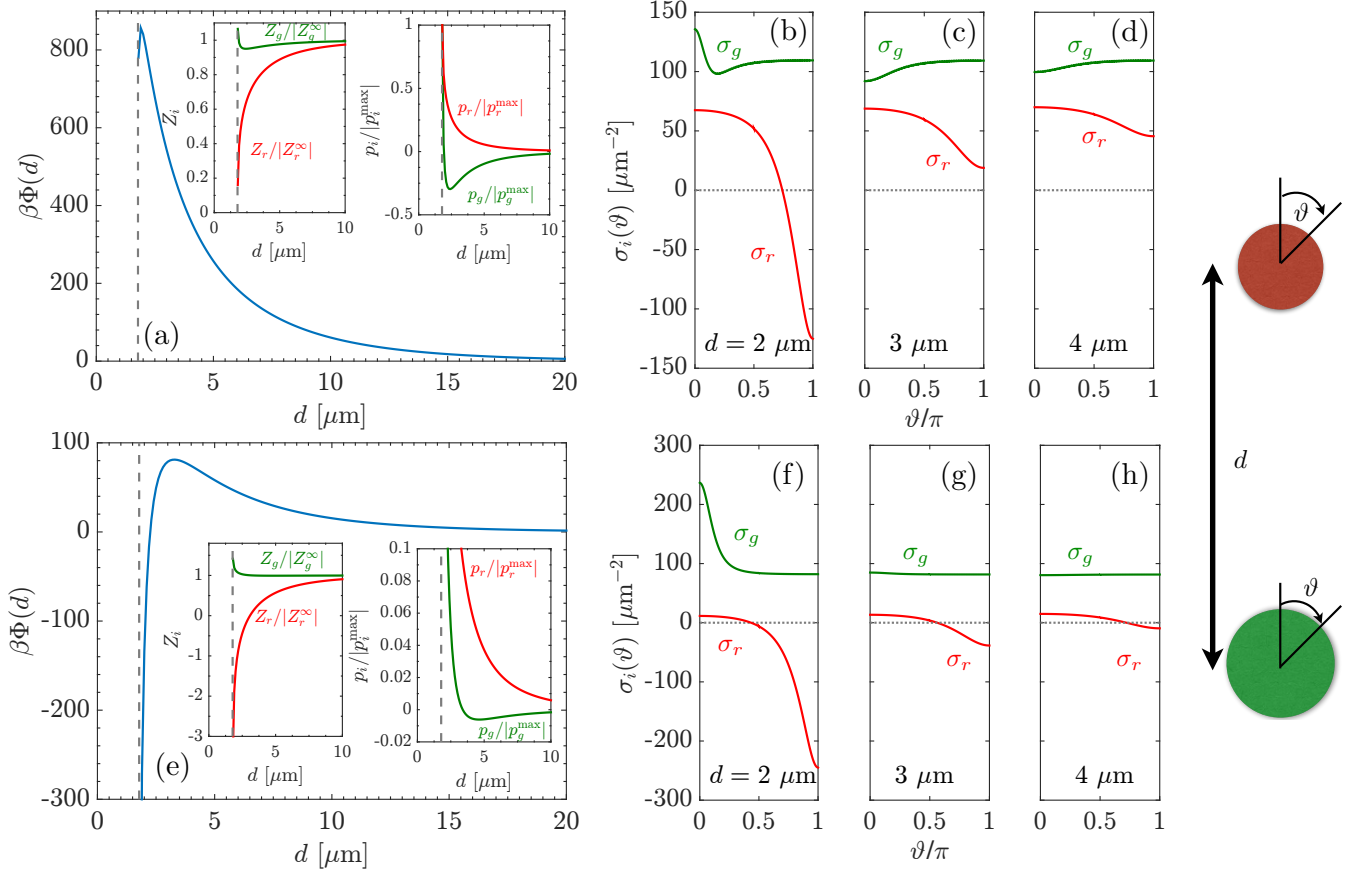 (a)
βΦ(d)
d [μm]
0
200
400
600
800
0
5
10
15
20
Z_i
Z_g/|Z_g^∞|
Z_r/|Z_r^∞|
0
0.2
0.4
0.6
0.8
1
0
5
10
d [μm]
p_i/|p_i^max|
p_r/|p_r^max|
p_g/|p_g^max|
-0.5
0
0.5
1
0
5
10
d [μm]
(b)
(c)
(d)
σ_i(ϑ) [μm⁻²]
150
100
50
0
-50
-100
-150
σ_g
σ_r
d = 2 μm
0
0.5
1
σ_g
σ_r
3 μm
0
0.5
1
σ_g
σ_r
4 μm
0
0.5
1
ϑ/π
(e)
βΦ(d)
d [μm]
100
0
-100
-200
-300
0
5
10
15
20
Z_i
Z_g/|Z_g^∞|
Z_r/|Z_r^∞|
1
0
-1
-2
-3
0
5
10
d [μm]
p_i/|p_i^max|
p_r/|p_r^max|
p_g/|p_g^max|
0.1
0.08
0.06
0.04
0.02
0
-0.02
0
5
10
d [μm]
(f)
(g)
(h)
σ_i(ϑ) [μm⁻²]
300
200
100
0
-100
-200
-300
σ_g
σ_r
d = 2 μm
0
0.5
1
σ_g
σ_r
3 μm
0
0.5
1
σ_g
σ_r
4 μm
0
0.5
1
ϑ/π
ϑ
d
ϑ